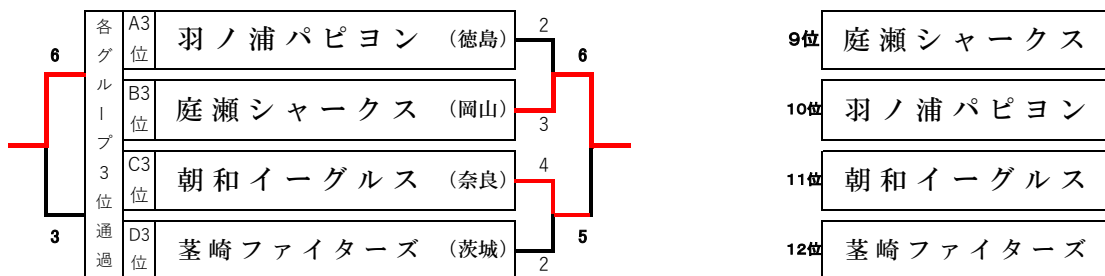 各グループ3位通過
A3位
羽ノ浦パピヨン (徳島)
B3位
庭瀬シャークス (岡山)
C3位
朝和イーグルス (奈良)
D3位
茎崎ファイターズ (茨城)
6
3
2
3
4
2
6
5
9位 庭瀬シャークス
10位 羽ノ浦パピヨン
11位 朝和イーグルス
12位 茎崎ファイターズ